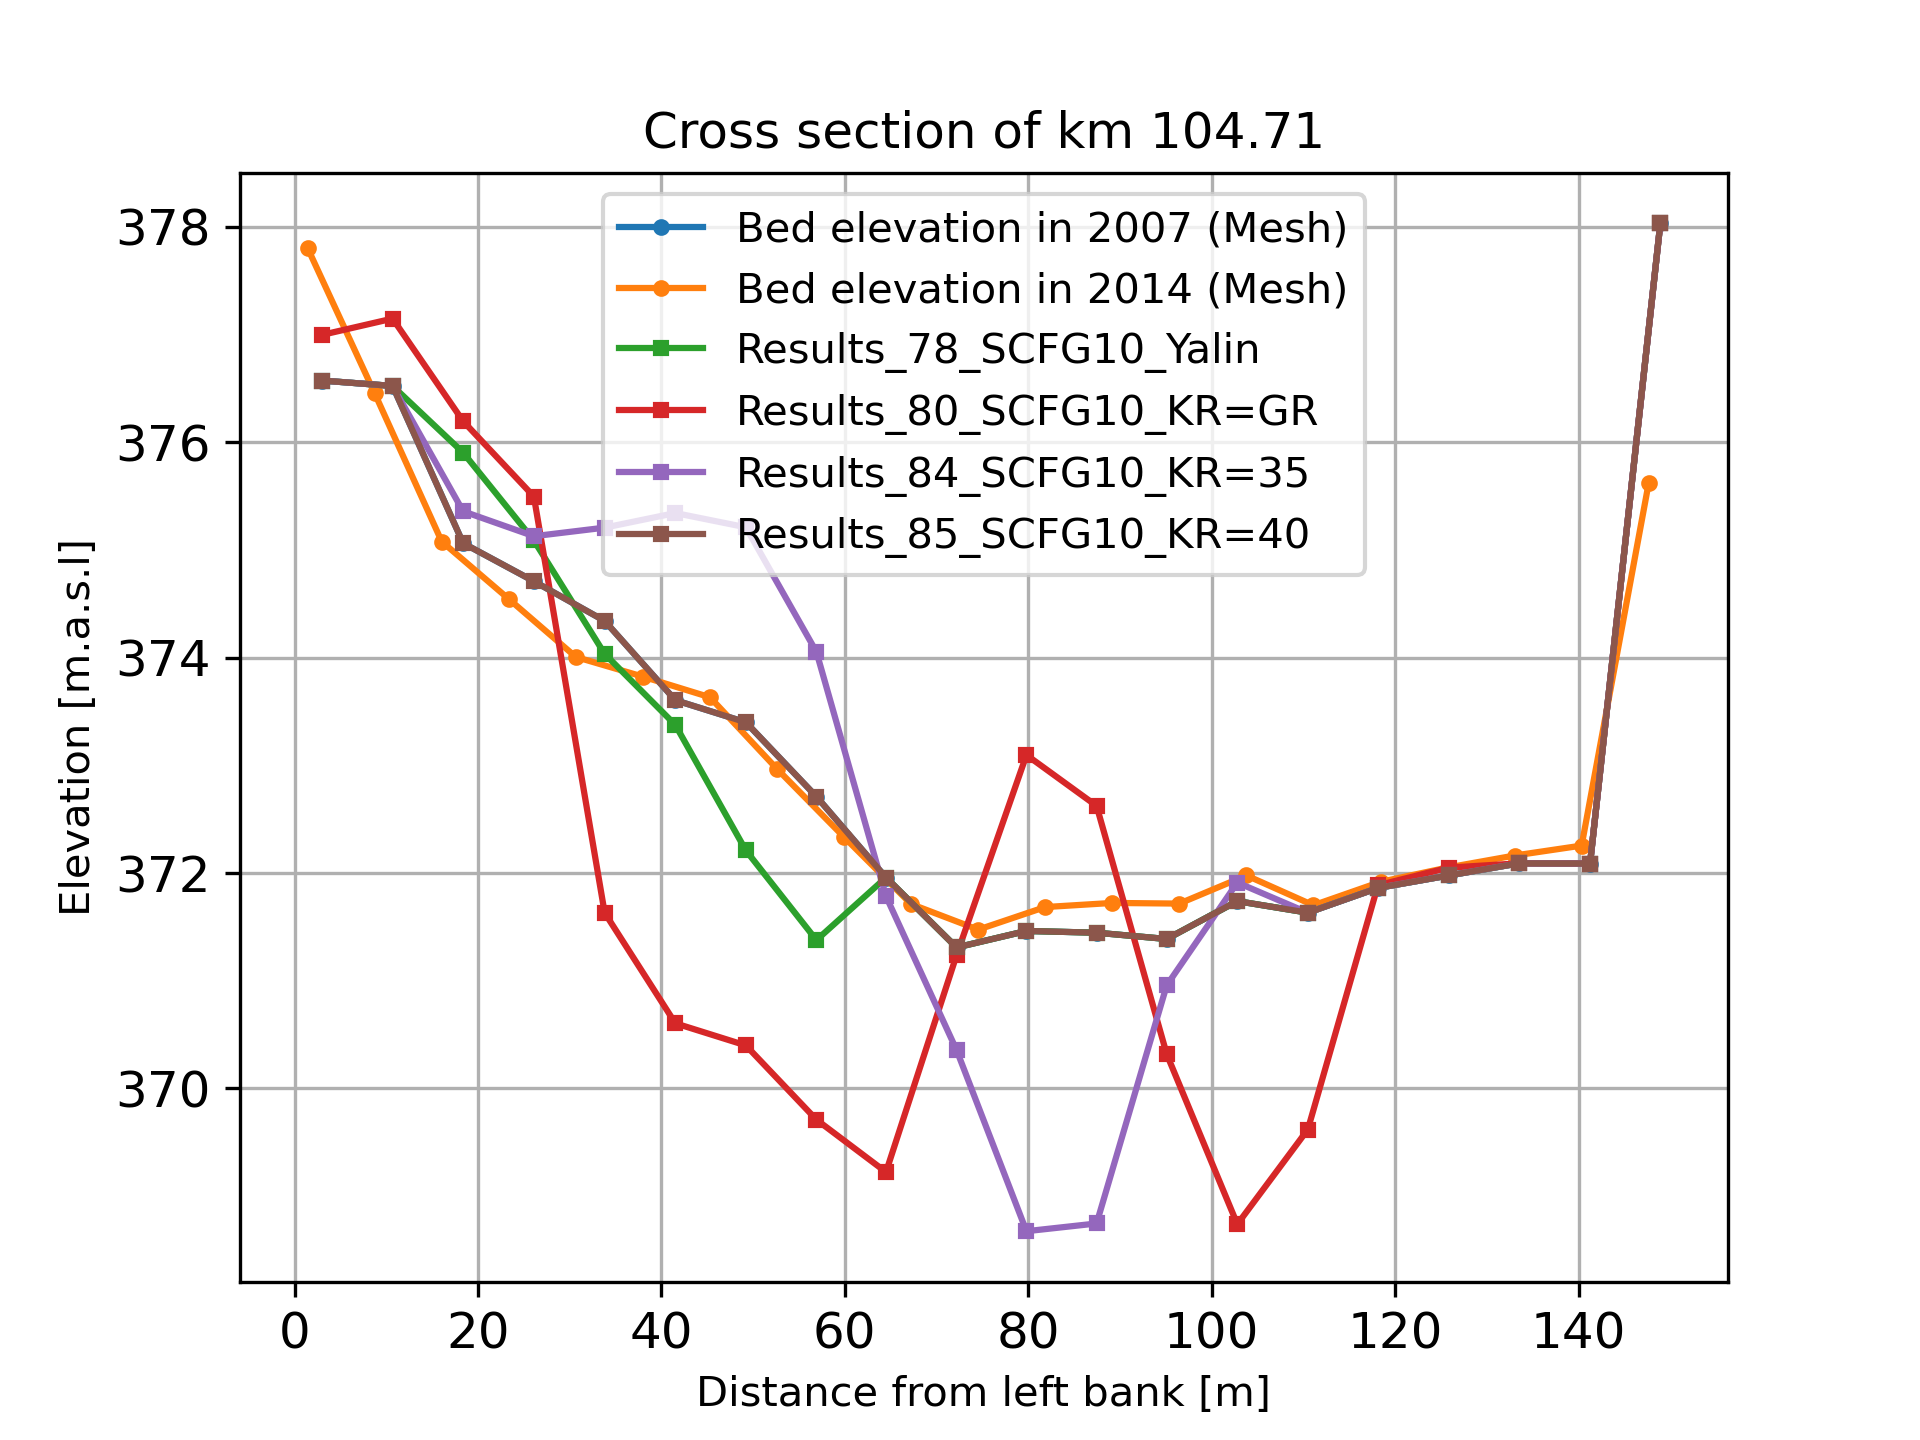 Cross section of km 104.71
378
376
374
372
370
Elevation [m.a.s.l]
Bed elevation in 2007 (Mesh)
Bed elevation in 2014 (Mesh)
Results_78_SCFG10_Yalin
Results_80_SCFG10_KR=GR
Results_84_SCFG10_KR=35
Results_85_SCFG10_KR=40
0 20 40 60 80 100 120 140
Distance from left bank [m]